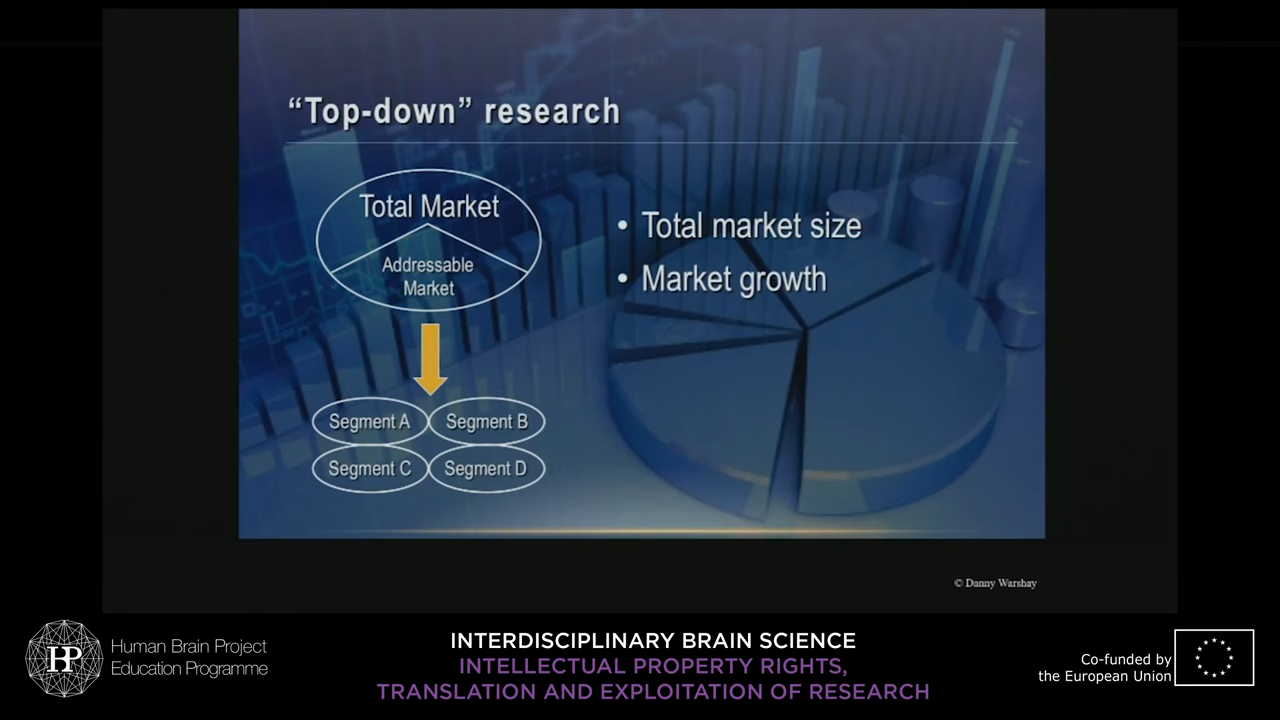 “Top-down” research
Total Market
Addressable
Market
• Total market size
• Market growth
Segment A
Segment B
Segment C
Segment D
© Danny Warshay
HBP
Human Brain Project
Education Programme
INTERDISCIPLINARY BRAIN SCIENCE
INTELLECTUAL PROPERTY RIGHTS,
TRANSLATION AND EXPLOITATION OF RESEARCH
Co-funded by
the European Union